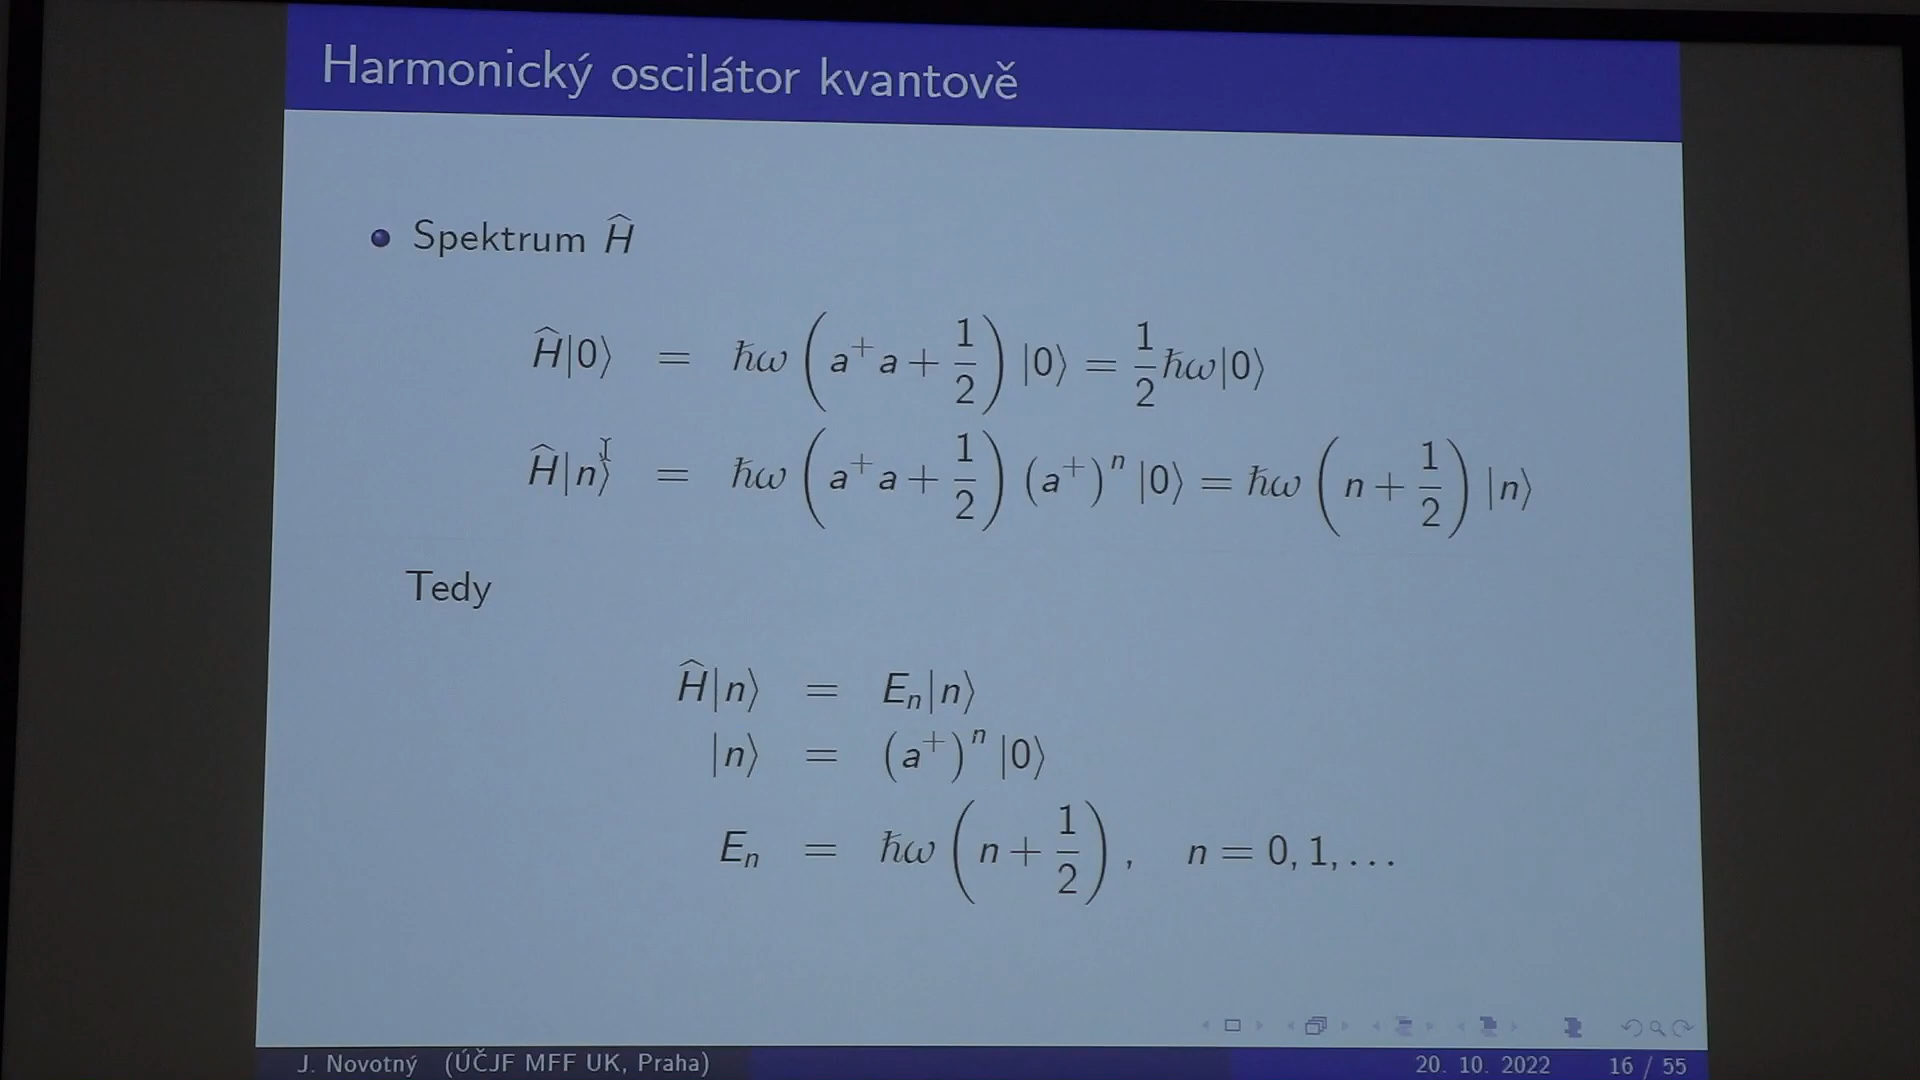 Harmonický oscilátor kvantově
Spektrum Ĥ
Ĥ|0⟩ = ℏω (a⁺a + 1/2) |0⟩ = 1/2 ℏω|0⟩
Ĥ|n⟩ = ℏω (a⁺a + 1/2) (a⁺)ⁿ |0⟩ = ℏω (n + 1/2) |n⟩
Tedy
Ĥ|n⟩ = Eₙ|n⟩
|n⟩ = (a⁺)ⁿ |0⟩
Eₙ = ℏω (n + 1/2), n = 0, 1, ...
J. Novotný (ÚČJF MFF UK, Praha) 20. 10. 2022 16 / 55